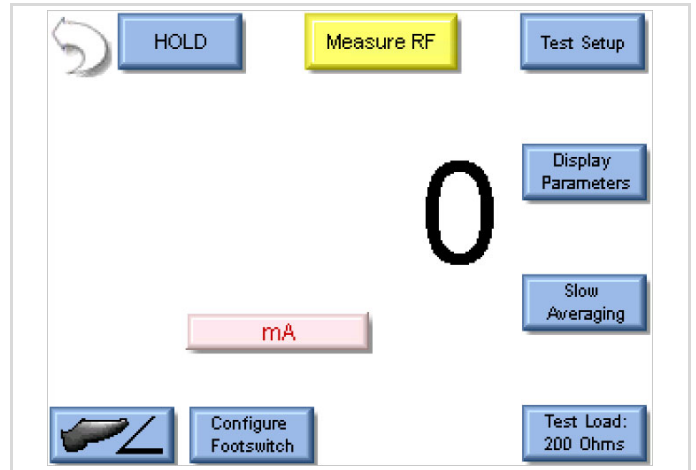 HOLD
Measure RF
Test Setup
Display
Parameters
0
Slow
Averaging
mA
Configure
Footswitch
Test Load:
200 Ohms